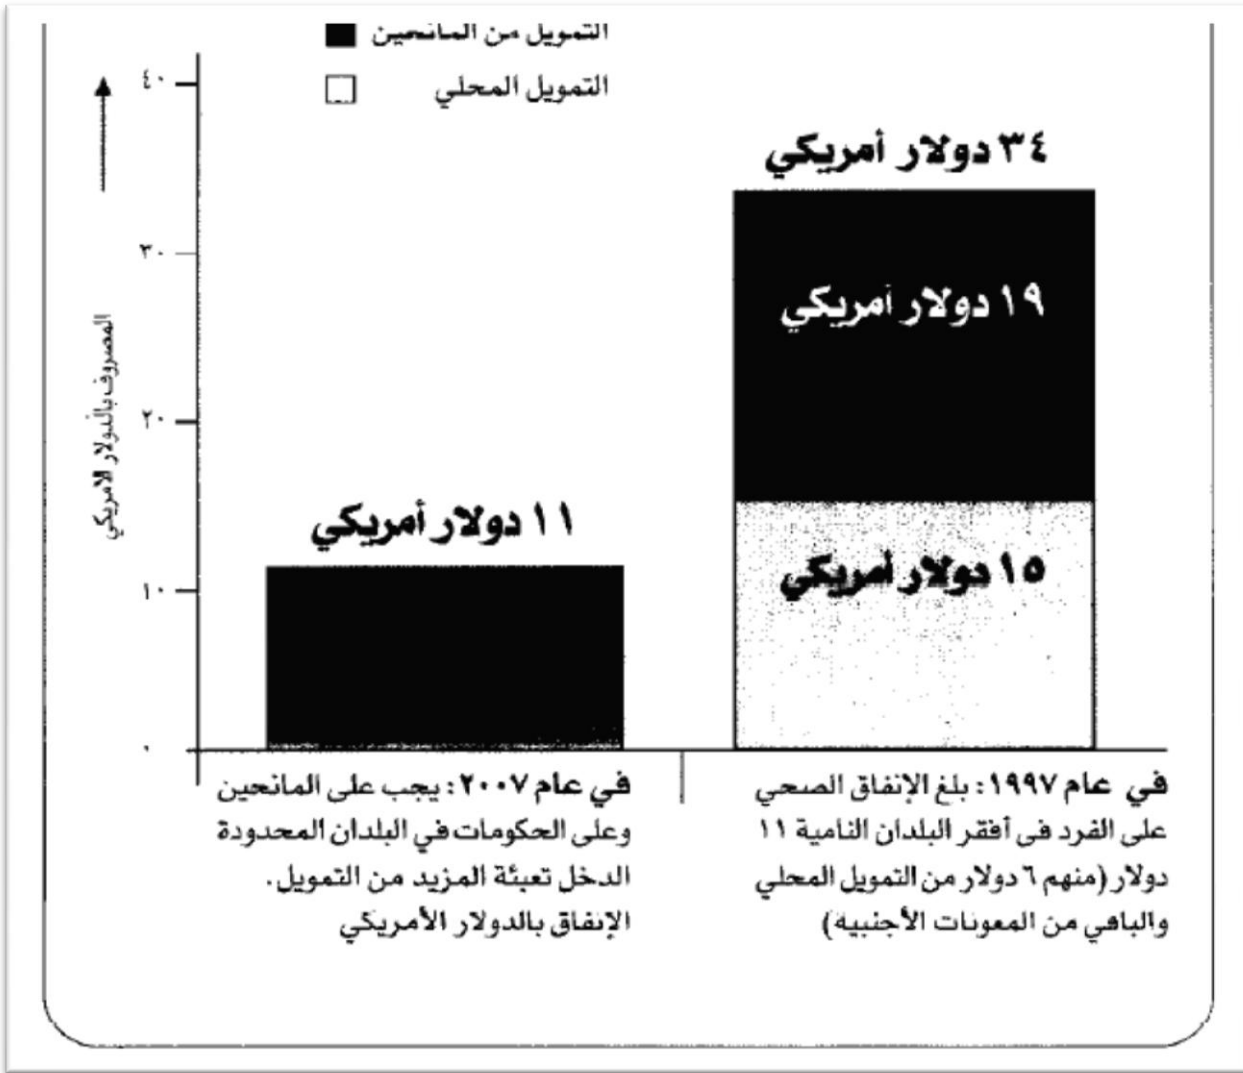 التمويل من المانحين
التمويل المحلي
٤٠
٣٠
٢٠
١٠
٠
المصروف بالدولار الأمريكي
٣٤ دولار أمريكي
١٩ دولار أمريكي
١٥ دولار أمريكي
١١ دولار أمريكي
في عام ١٩٩٧: بلغ الإنفاق الصحي
على الفرد فى أفقر البلدان النامية ١١
دولار (منهم ٦ دولار من التمويل المحلي
والباقي من المعونات الأجنبية)
في عام ٢٠٠٧: يجب على المانحين
وعلى الحكومات في البلدان المحدودة
الدخل تعبئة المزيد من التمويل.
الإنفاق بالدولار الأمريكي